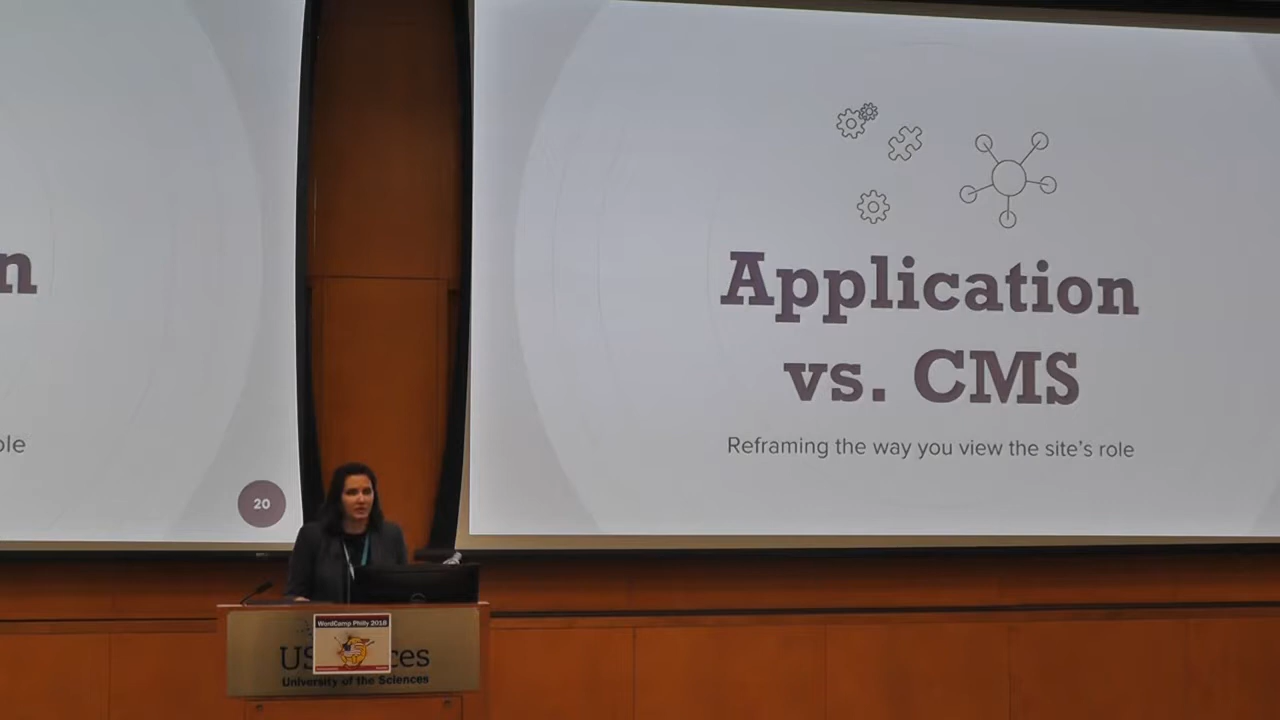 n
ole
20
Application
vs. CMS
Reframing the way you view the site's role
WordCamp Philly 2018
US ces
University of the Sciences